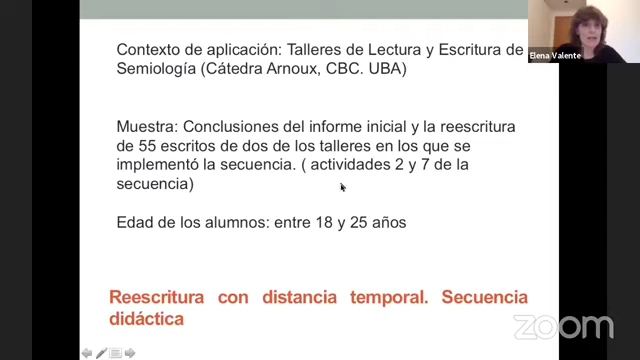 Contexto de aplicación: Talleres de Lectura y Escritura de
Semiología (Cátedra Arnoux, CBC. UBA)
Muestra: Conclusiones del informe inicial y la reescritura
de 55 escritos de dos de los talleres en los que se
implementó la secuencia. ( actividades 2 y 7 de la
secuencia)
Edad de los alumnos: entre 18 y 25 años
Reescritura con distancia temporal. Secuencia
didáctica
Elena Valente
zoom